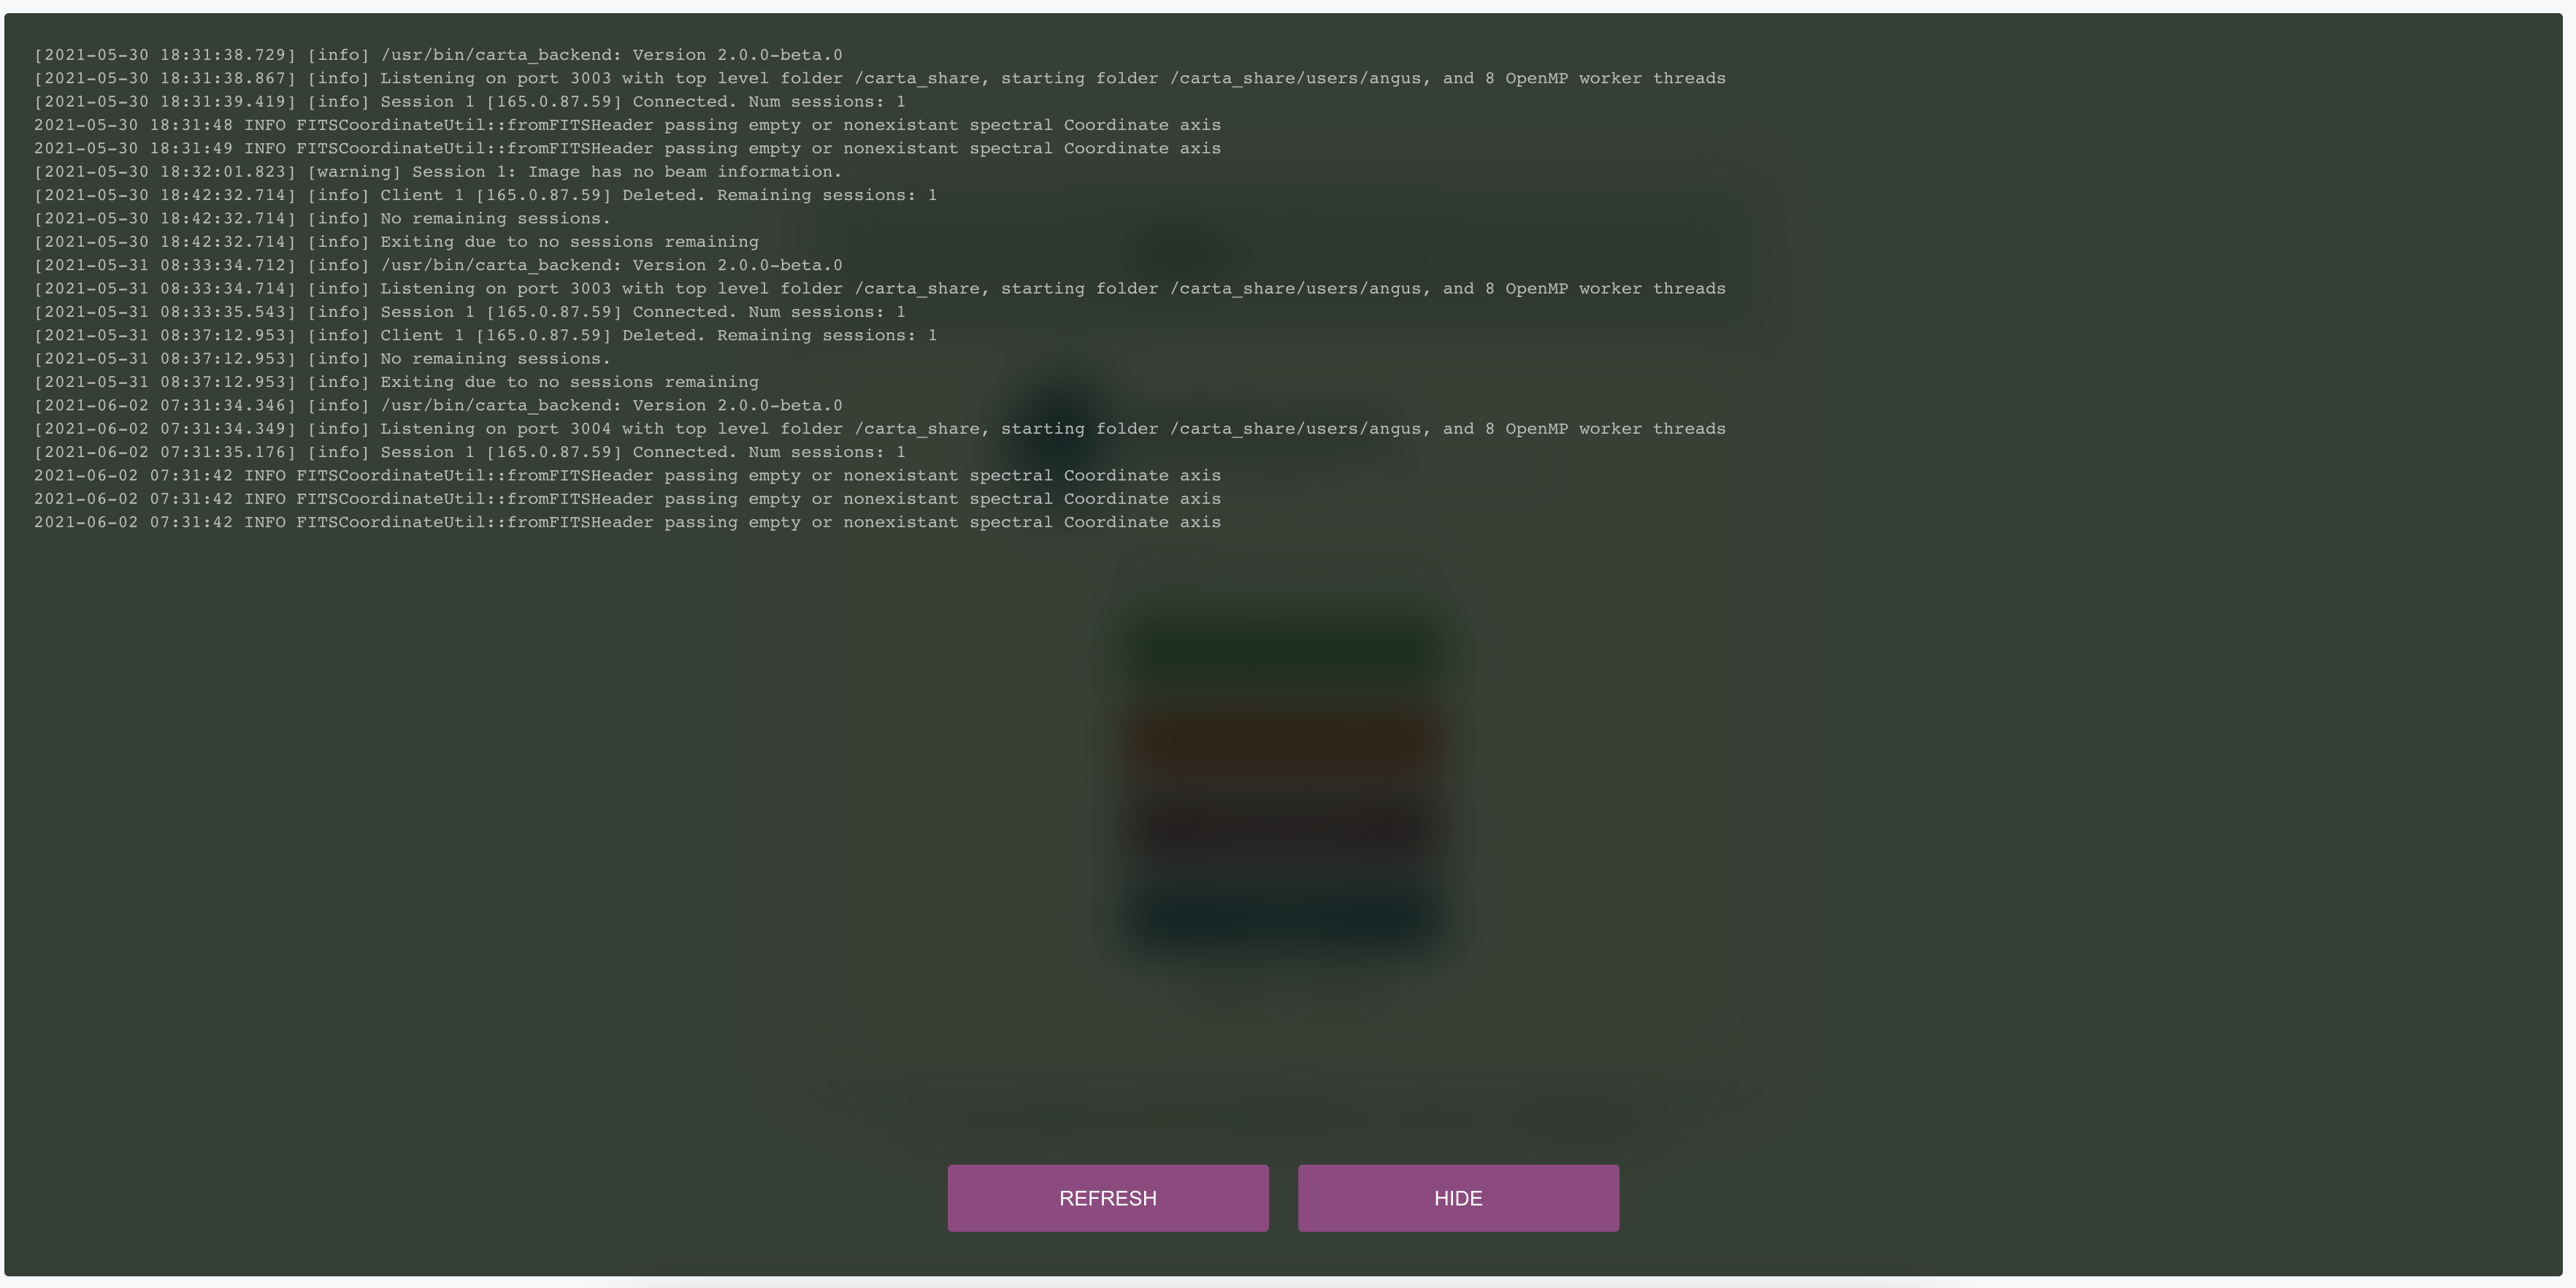 [2021-05-30 18:31:38.729] [info] /usr/bin/carta_backend: Version 2.0.0-beta.0
[2021-05-30 18:31:38.867] [info] Listening on port 3003 with top level folder /carta_share, starting folder /carta_share/users/angus, and 8 OpenMP worker threads
[2021-05-30 18:31:39.419] [info] Session 1 [165.0.87.59] Connected. Num sessions: 1
2021-05-30 18:31:48 INFO FITSCoordinateUtil::fromFITSHeader passing empty or nonexistant spectral Coordinate axis
2021-05-30 18:31:49 INFO FITSCoordinateUtil::fromFITSHeader passing empty or nonexistant spectral Coordinate axis
[2021-05-30 18:32:01.823] [warning] Session 1: Image has no beam information.
[2021-05-30 18:42:32.714] [info] Client 1 [165.0.87.59] Deleted. Remaining sessions: 1
[2021-05-30 18:42:32.714] [info] No remaining sessions.
[2021-05-30 18:42:32.714] [info] Exiting due to no sessions remaining
[2021-05-31 08:33:34.712] [info] /usr/bin/carta_backend: Version 2.0.0-beta.0
[2021-05-31 08:33:34.714] [info] Listening on port 3003 with top level folder /carta_share, starting folder /carta_share/users/angus, and 8 OpenMP worker threads
[2021-05-31 08:33:35.543] [info] Session 1 [165.0.87.59] Connected. Num sessions: 1
[2021-05-31 08:37:12.953] [info] Client 1 [165.0.87.59] Deleted. Remaining sessions: 1
[2021-05-31 08:37:12.953] [info] No remaining sessions.
[2021-05-31 08:37:12.953] [info] Exiting due to no sessions remaining
[2021-06-02 07:31:34.346] [info] /usr/bin/carta_backend: Version 2.0.0-beta.0
[2021-06-02 07:31:34.349] [info] Listening on port 3004 with top level folder /carta_share, starting folder /carta_share/users/angus, and 8 OpenMP worker threads
[2021-06-02 07:31:35.176] [info] Session 1 [165.0.87.59] Connected. Num sessions: 1
2021-06-02 07:31:42 INFO FITSCoordinateUtil::fromFITSHeader passing empty or nonexistant spectral Coordinate axis
2021-06-02 07:31:42 INFO FITSCoordinateUtil::fromFITSHeader passing empty or nonexistant spectral Coordinate axis
2021-06-02 07:31:42 INFO FITSCoordinateUtil::fromFITSHeader passing empty or nonexistant spectral Coordinate axis
REFRESH HIDE